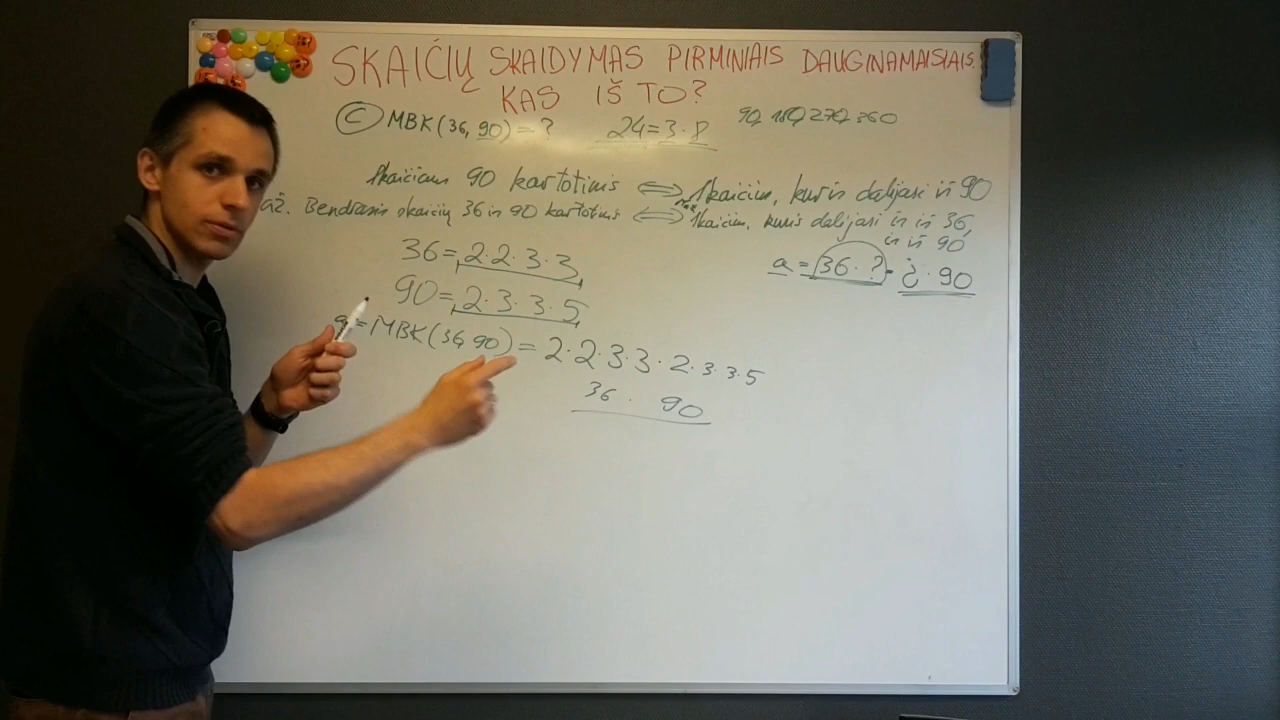 SKAIČIŲ SKAIDYMAS PIRMINIAIS DAUGINAMAISIAIS.
KAS IŠ TO?
Ⓒ MBK(36, 90) = ? 24=3·8 90, 180, 270, 360
Skaičiaus 90 kartotinis ⟺ Skaičius, kuris dalijasi iš 90
až. Bendrasis skaičių 36 ir 90 kartotinis ⟺ Skaičius, kuris dalijasi ir iš 36,
ir iš 90
36=2·2·3·3 a = 36·? = ¿·90
90=2·3·3·5
=MBK(36, 90) = 2·2·3·3·2·3·3·5
36 · 90